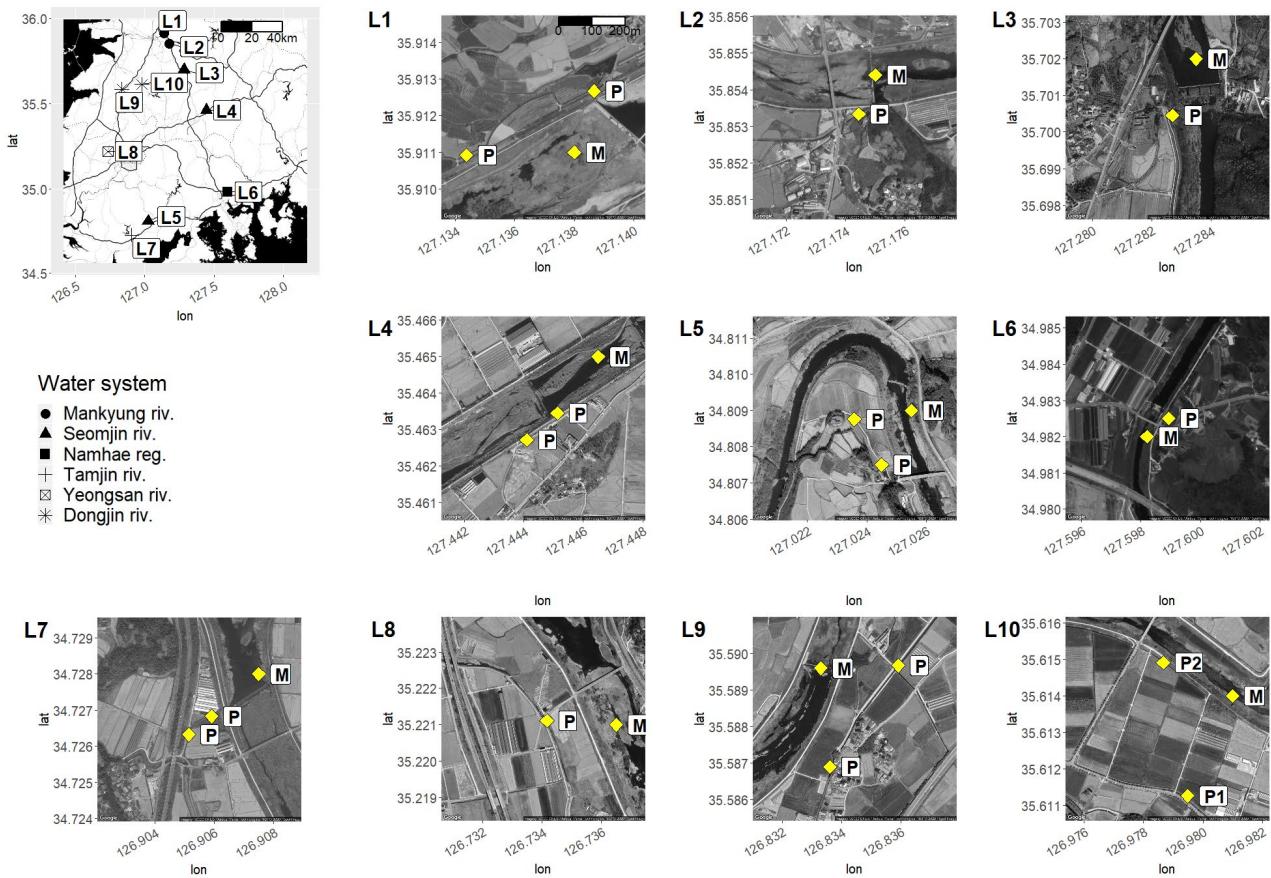 L1
L2
L3
L10
L9
L4
L8
L6
L5
L7
0 20 40km
36.0
35.5
35.0
34.5
lat
126.5 127.0 127.5 128.0
lon
L1
0 100 200m
35.914
35.913
35.912
35.911
35.910
lat
P
P
M
Google
127.134 127.136 127.138 127.140
lon
L2
35.856
35.855
35.854
35.853
35.852
35.851
lat
M
P
Google
127.172 127.174 127.176
lon
L3
35.703
35.702
35.701
35.700
35.699
35.698
lat
M
P
Google
127.280 127.282 127.284
lon
Water system
Mankyung riv.
Seomjin riv.
Namhae reg.
Tamjin riv.
Yeongsan riv.
Dongjin riv.
L4
35.466
35.465
35.464
35.463
35.462
35.461
lat
M
P
P
Google
127.442 127.444 127.446 127.448
lon
L5
34.811
34.810
34.809
34.808
34.807
34.806
lat
M
P
P
Google
127.022 127.024 127.026
lon
L6
34.985
34.984
34.983
34.982
34.981
34.980
lat
P
M
Google
127.596 127.598 127.600 127.602
lon
L7
34.729
34.728
34.727
34.726
34.725
34.724
lat
M
P
P
Google
126.904 126.906 126.908
lon
L8
35.223
35.222
35.221
35.220
35.219
lat
P
M
Google
126.732 126.734 126.736
lon
L9
35.590
35.589
35.588
35.587
35.586
lat
M
P
P
Google
126.832 126.834 126.836
lon
L10
35.616
35.615
35.614
35.613
35.612
35.611
lat
P2
M
P1
Google
126.976 126.978 126.980 126.982
lon